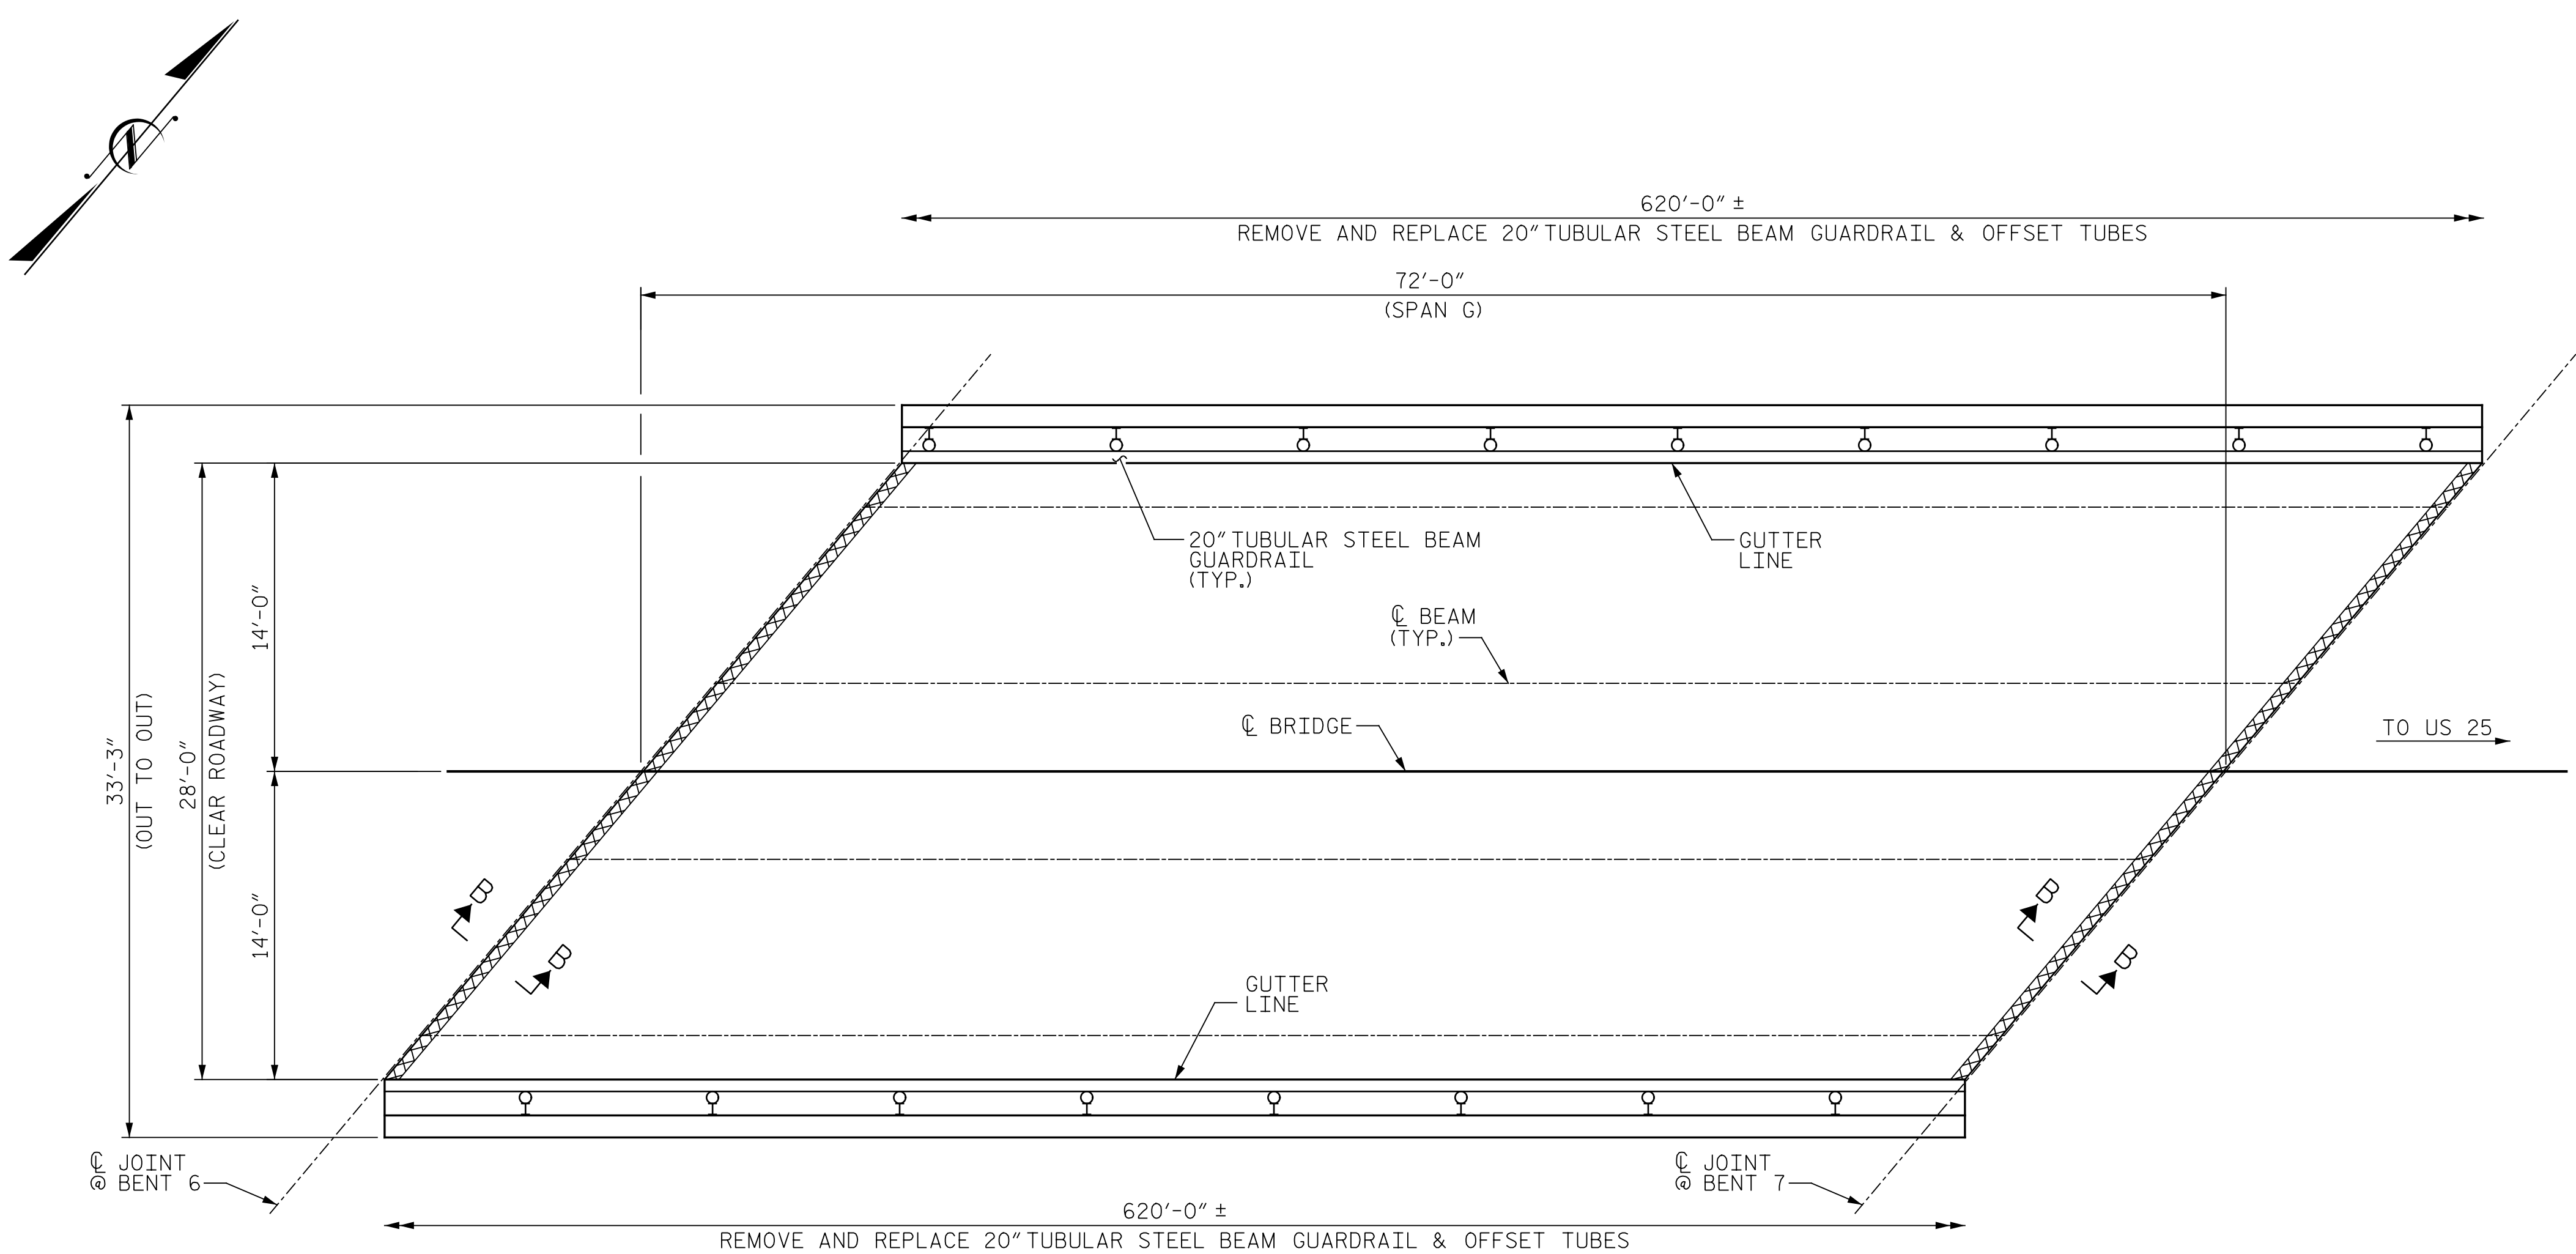 N
620'-0" ±
REMOVE AND REPLACE 20" TUBULAR STEEL BEAM GUARDRAIL & OFFSET TUBES
72'-0"
(SPAN G)
20" TUBULAR STEEL BEAM
GUARDRAIL
(TYP.)
GUTTER
LINE
℄ BEAM
(TYP.)
℄ BRIDGE
TO US 25
33'-3"
(OUT TO OUT)
28'-0"
(CLEAR ROADWAY)
14'-0"
14'-0"
B
B
B
B
GUTTER
LINE
℄ JOINT
@ BENT 6
℄ JOINT
@ BENT 7
620'-0" ±
REMOVE AND REPLACE 20" TUBULAR STEEL BEAM GUARDRAIL & OFFSET TUBES